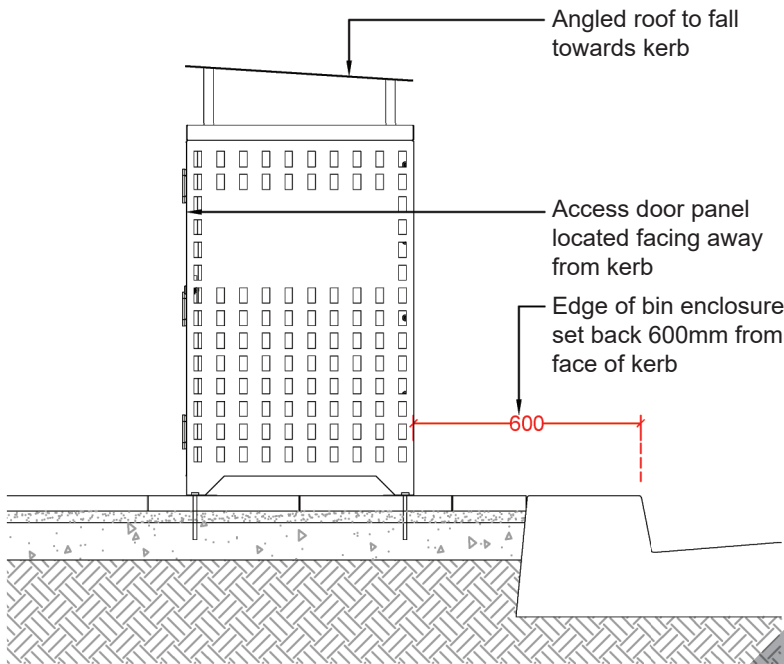 Angled roof to fall
towards kerb
Access door panel
located facing away
from kerb
Edge of bin enclosure
set back 600mm from
face of kerb
600